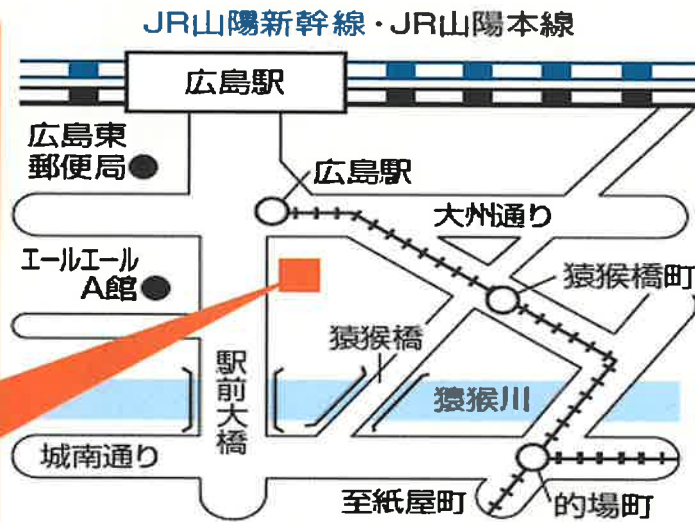 JR山陽新幹線・JR山陽本線
広島駅
広島東
郵便局
広島駅
大州通り
エールエール
A館
猿猴橋町
猿猴橋
駅前大橋
猿猴川
城南通り
至紙屋町
的場町